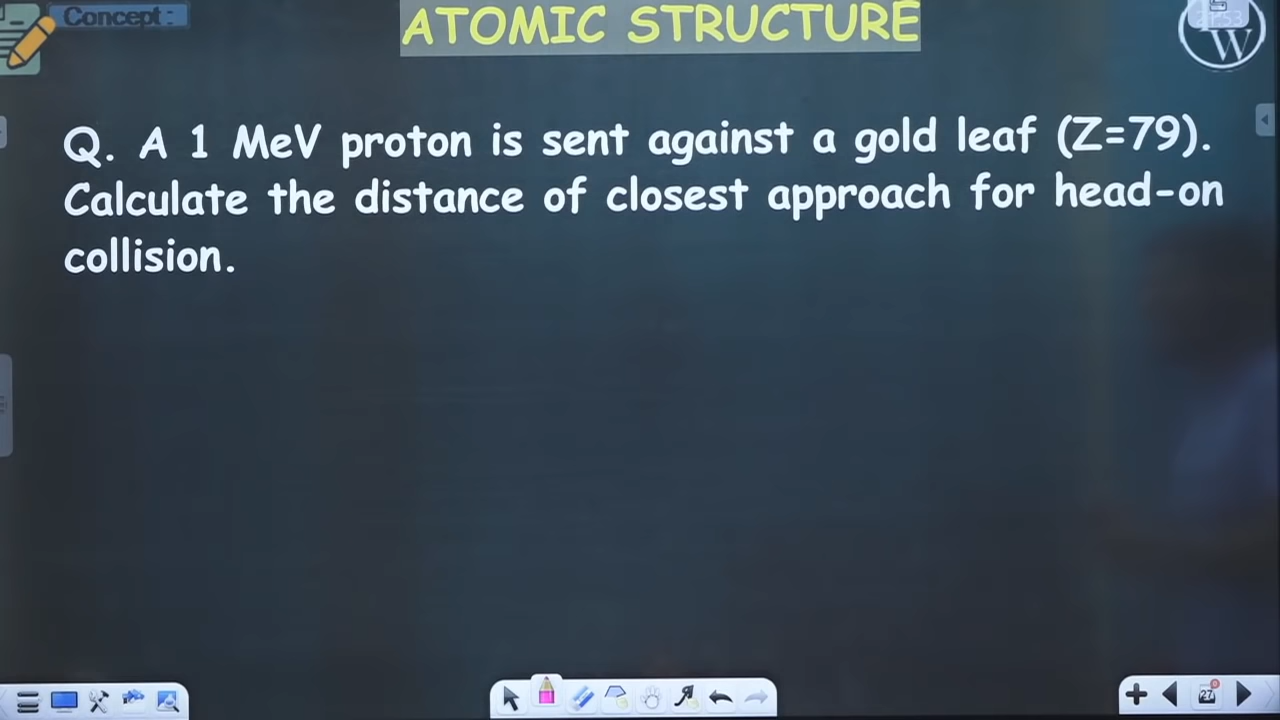 Concept :
ATOMIC STRUCTURE
W
Q. A 1 MeV proton is sent against a gold leaf (Z=79).
Calculate the distance of closest approach for head-on
collision.
27